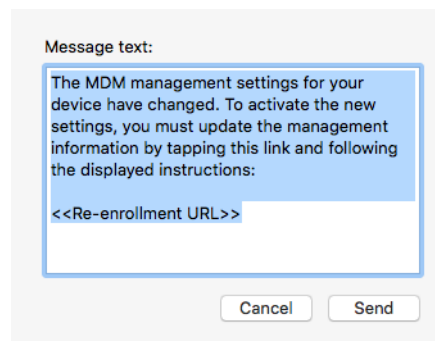 Message text:
The MDM management settings for your
device have changed. To activate the new
settings, you must update the management
information by tapping this link and following
the displayed instructions:
<<Re-enrollment URL>>
Cancel
Send